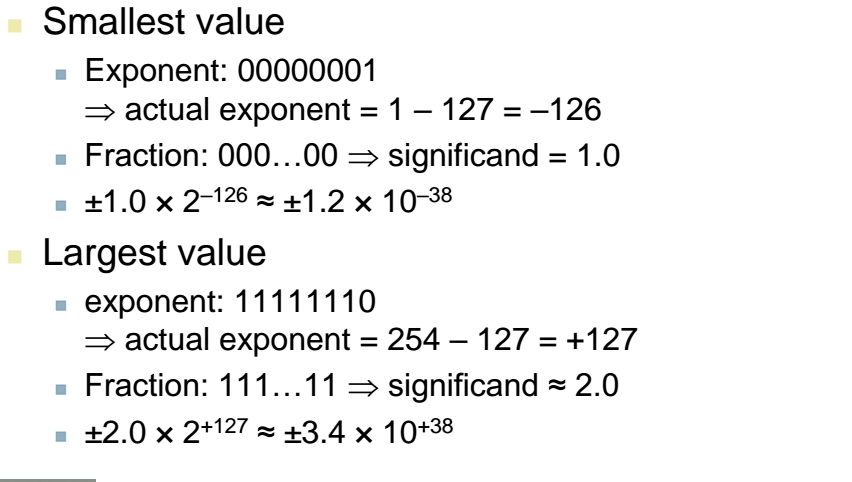 Smallest value
Exponent: 00000001
⇒ actual exponent = 1 – 127 = –126
Fraction: 000…00 ⇒ significand = 1.0
±1.0 × 2⁻¹²⁶ ≈ ±1.2 × 10⁻³⁸
Largest value
exponent: 11111110
⇒ actual exponent = 254 – 127 = +127
Fraction: 111…11 ⇒ significand ≈ 2.0
±2.0 × 2⁺¹²⁷ ≈ ±3.4 × 10⁺³⁸